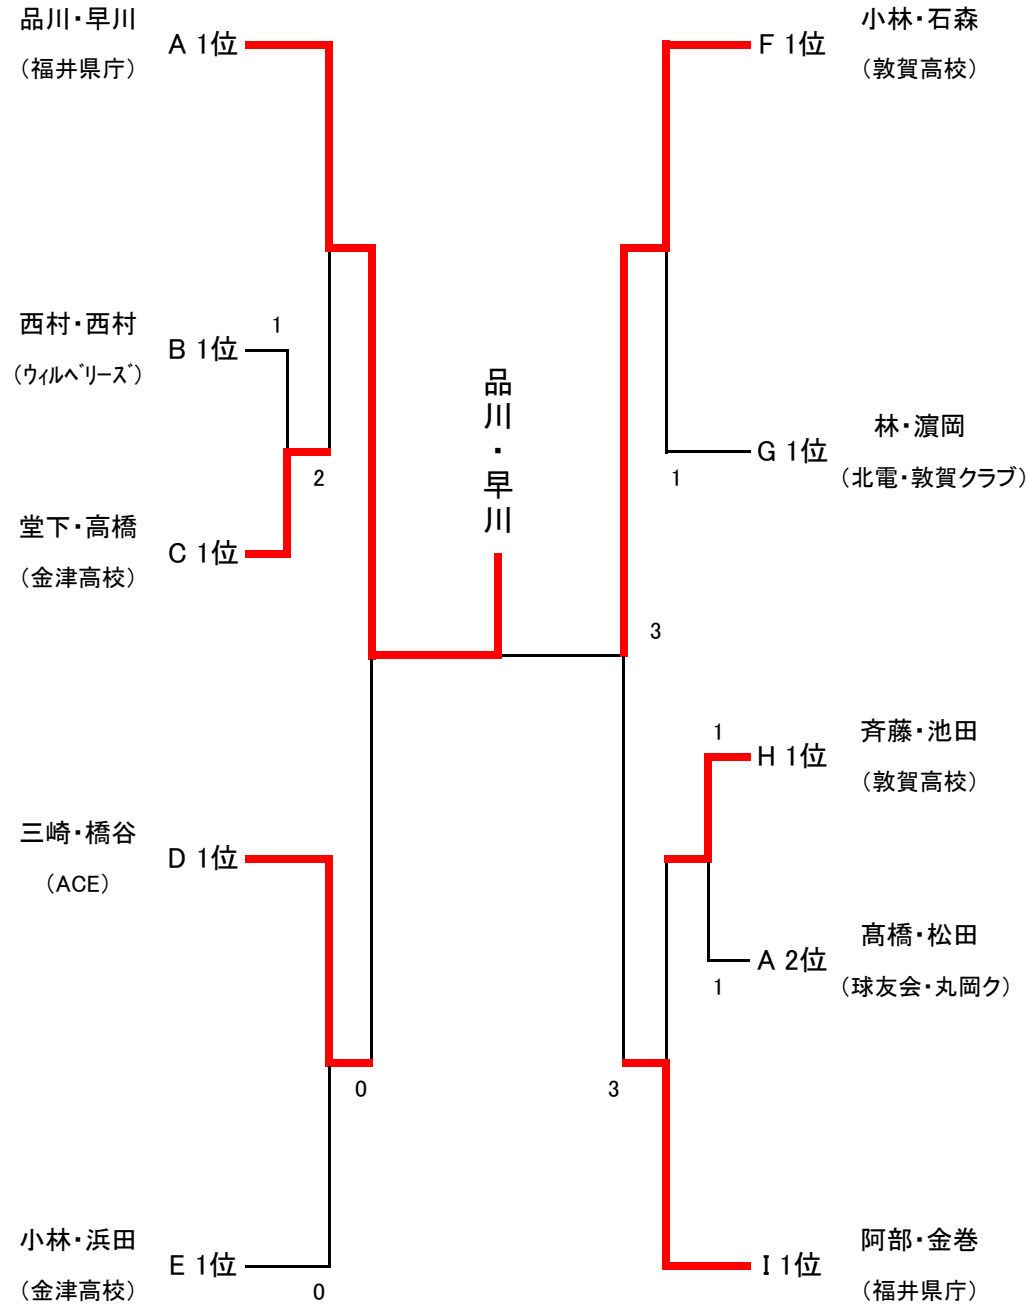 品川・早川
（福井県庁）
A 1位
西村・西村
（ｳｨﾙﾍﾞﾘｰｽﾞ）
B 1位
1
2
堂下・高橋
（金津高校）
C 1位
三崎・橋谷
（ACE）
D 1位
0
小林・浜田
（金津高校）
E 1位
0
品川・早川
小林・石森
（敦賀高校）
F 1位
林・濵岡
（北電・敦賀クラブ）
G 1位
1
3
斉藤・池田
（敦賀高校）
H 1位
1
髙橋・松田
（球友会・丸岡ク）
A 2位
1
3
阿部・金巻
（福井県庁）
I 1位